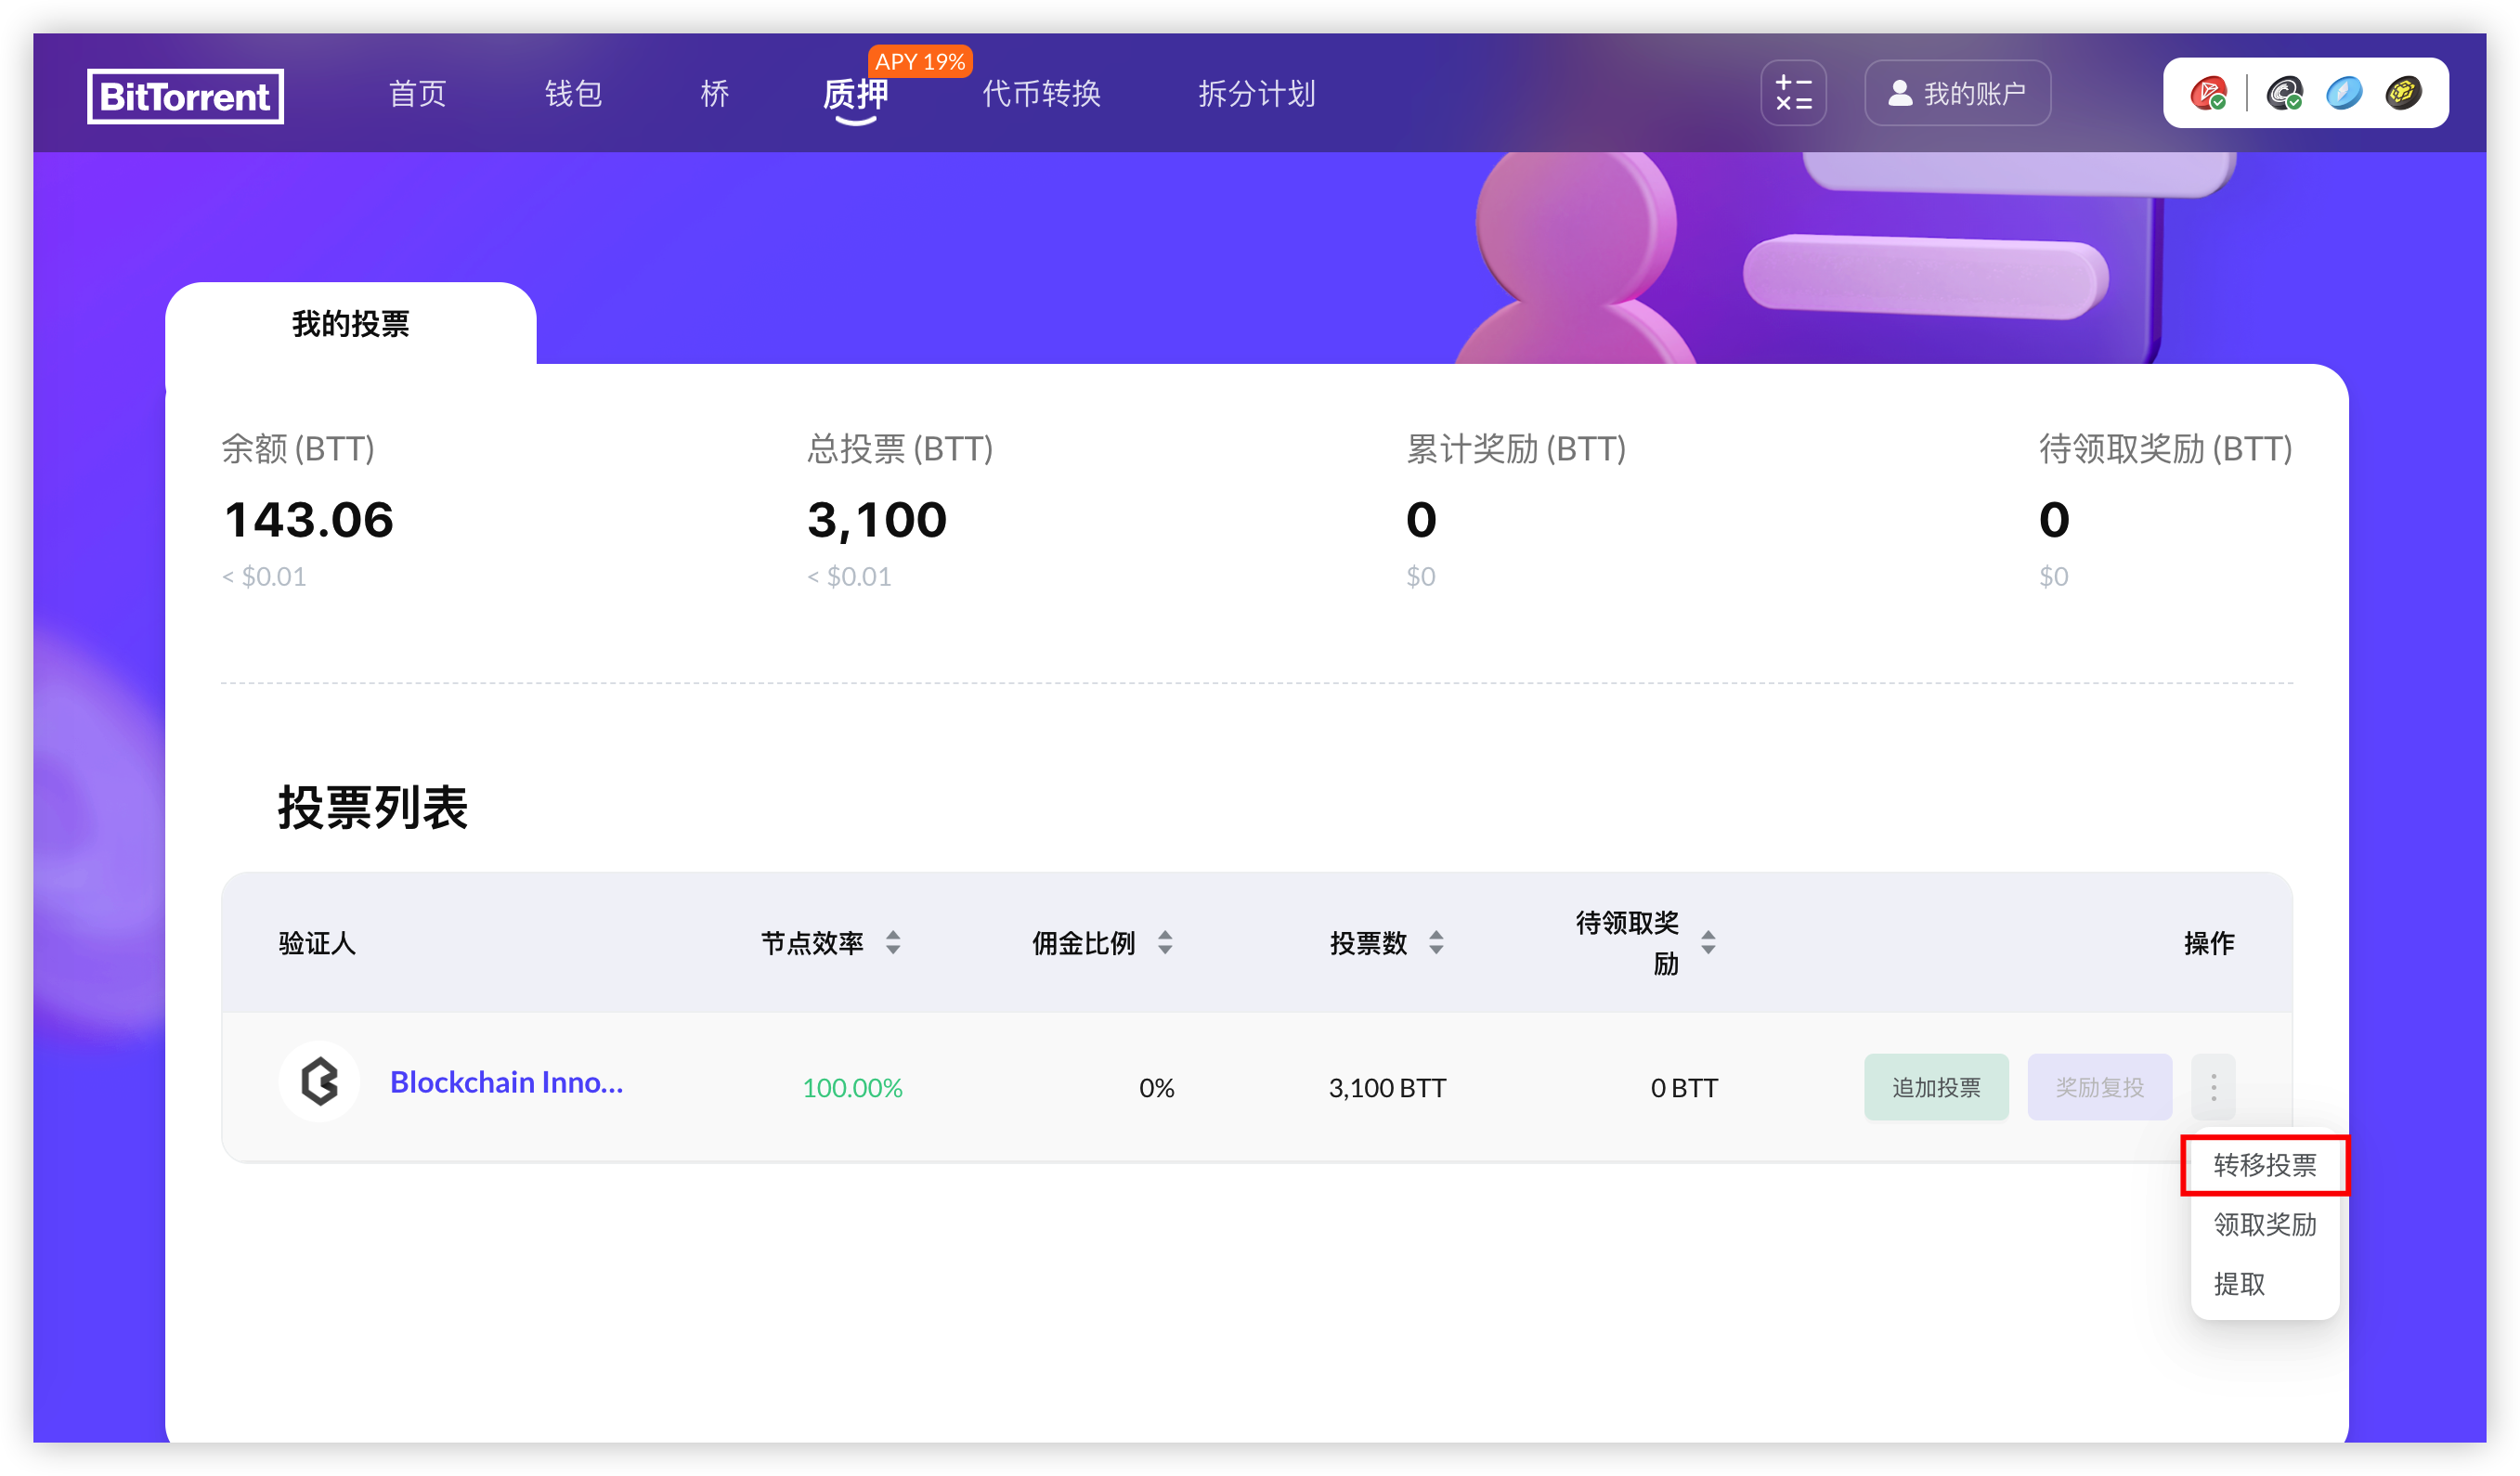 BitTorrent
首页
钱包
桥
质押
APY 19%
代币转换
拆分计划
我的账户
我的投票
余额 (BTT)
总投票 (BTT)
累计奖励 (BTT)
待领取奖励 (BTT)
143.06
3,100
0
0
< $0.01
< $0.01
$0
$0
投票列表
验证人
节点效率
佣金比例
投票数
待领取奖
励
操作
Blockchain Inno...
100.00%
0%
3,100 BTT
0 BTT
追加投票
奖励复投
转移投票
领取奖励
提取